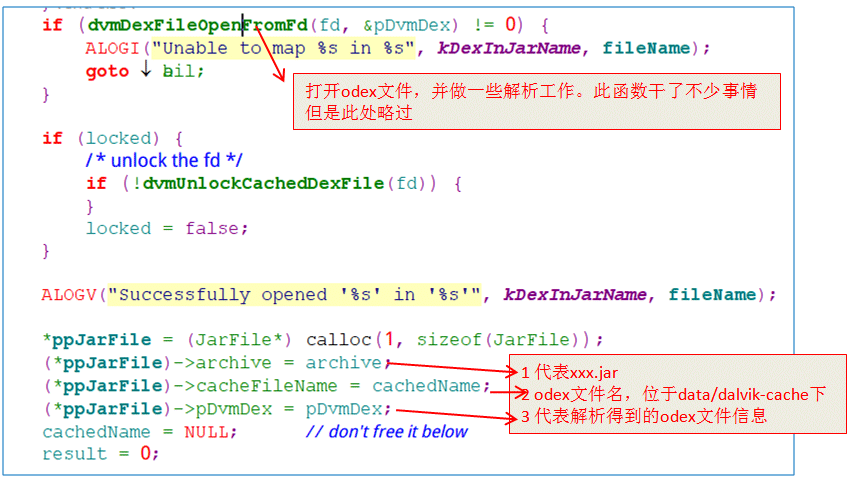 if (dvmDexFileOpenFromFd(fd, &pDvmDex) != 0) {
ALOGI("Unable to map %s in %s", kDexInJarName, fileName);
goto ↓ bail;
}
打开odex文件，并做一些解析工作。此函数干了不少事情
但是此处略过
if (locked) {
/* unlock the fd */
if (!dvmUnlockCachedDexFile(fd)) {
}
locked = false;
}
ALOGV("Successfully opened '%s' in '%s'", kDexInJarName, fileName);
*ppJarFile = (JarFile*) calloc(1, sizeof(JarFile));
(*ppJarFile)->archive = archive;
(*ppJarFile)->cacheFileName = cachedName;
(*ppJarFile)->pDvmDex = pDvmDex;
cachedName = NULL; // don't free it below
result = 0;
1 代表xxx.jar
2 odex文件名，位于data/dalvik-cache下
3 代表解析得到的odex文件信息